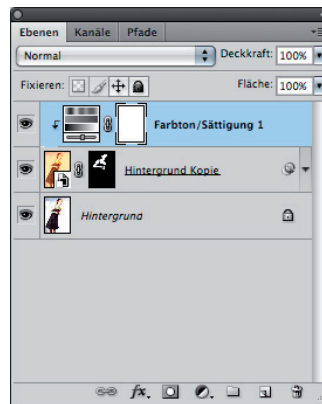 Ebenen Kanäle Pfade
Normal Deckkraft: 100%
Fixieren: Fläche: 100%
Farbton/Sättigung 1
Hintergrund Kopie
Hintergrund
fx.